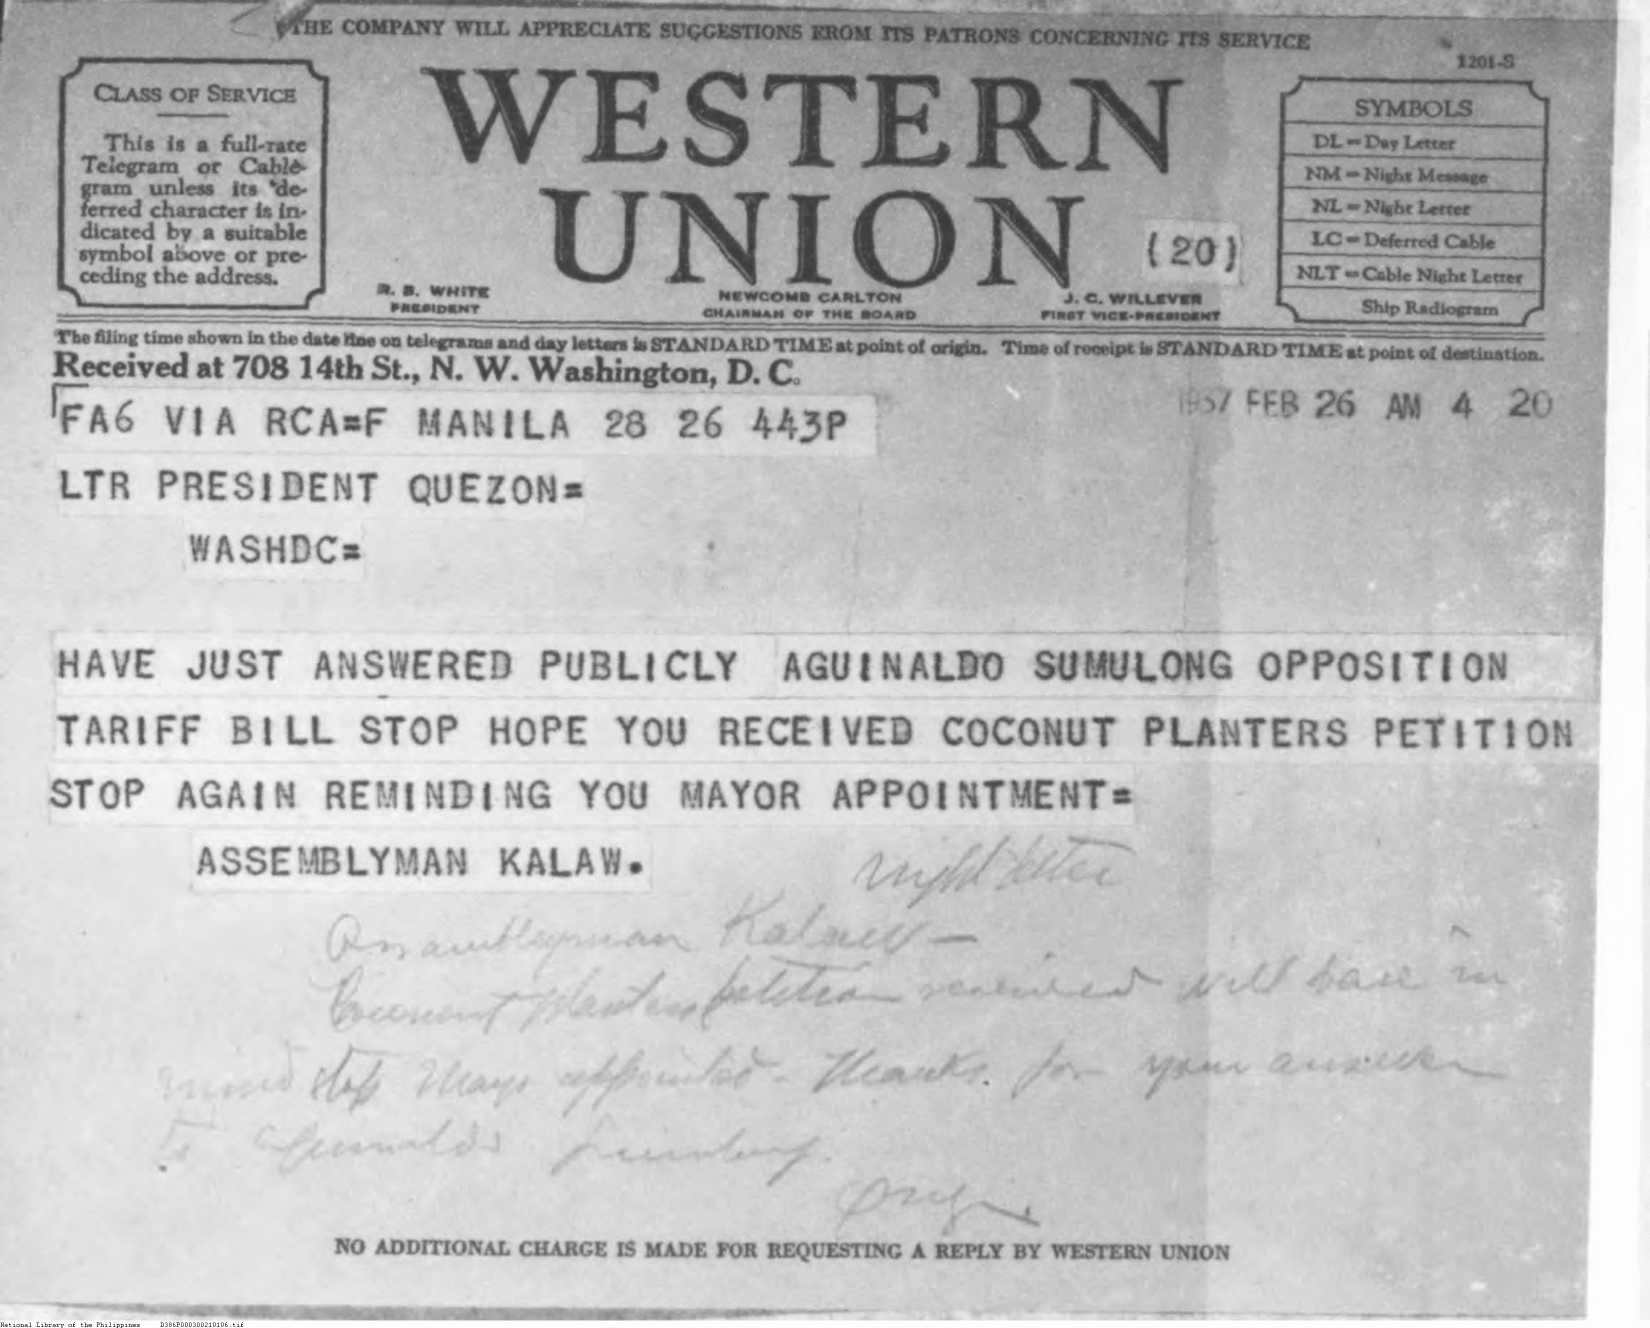 THE COMPANY WILL APPRECIATE SUGGESTIONS FROM ITS PATRONS CONCERNING ITS SERVICE
1201-S
CLASS OF SERVICE
This is a full-rate
Telegram or Cable-
gram unless its de-
ferred character is in-
dicated by a suitable
symbol above or pre-
ceding the address.
WESTERN
UNION
(20)
R. B. WHITE
PRESIDENT
NEWCOMB CARLTON
CHAIRMAN OF THE BOARD
J. C. WILLEVER
FIRST VICE-PRESIDENT
SYMBOLS
DL = Day Letter
NM = Night Message
NL = Night Letter
LC = Deferred Cable
NLT = Cable Night Letter
Ship Radiogram
The filing time shown in the date line on telegrams and day letters is STANDARD TIME at point of origin. Time of receipt is STANDARD TIME at point of destination.
Received at 708 14th St., N. W. Washington, D. C.
1937 FEB 26 AM 4 20
FA6 VIA RCA=F MANILA 28 26 443P
LTR PRESIDENT QUEZON=
WASHDC=
HAVE JUST ANSWERED PUBLICLY AGUINALDO SUMULONG OPPOSITION
TARIFF BILL STOP HOPE YOU RECEIVED COCONUT PLANTERS PETITION
STOP AGAIN REMINDING YOU MAYOR APPOINTMENT=
ASSEMBLYMAN KALAW.
night letter
Assemblyman Kalaw —
Coconut Planters petition received will have in
mind stop Mayor appointed - Thanks for your answer
to
NO ADDITIONAL CHARGE IS MADE FOR REQUESTING A REPLY BY WESTERN UNION
National Library of the Philippines D386P000300210106.tif